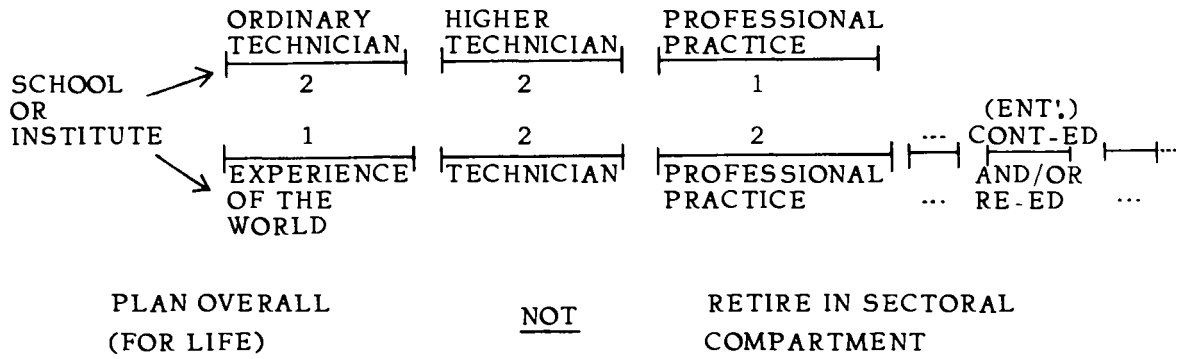 ORDINARY TECHNICIAN
HIGHER TECHNICIAN
PROFESSIONAL PRACTICE
2 2 1
SCHOOL
OR
INSTITUTE
1 2 2
EXPERIENCE
OF THE
WORLD
TECHNICIAN
PROFESSIONAL
PRACTICE
...
(ENT'.)
CONT-ED
...
...
AND/OR
RE-ED
...
PLAN OVERALL
(FOR LIFE)
NOT
RETIRE IN SECTORAL
COMPARTMENT